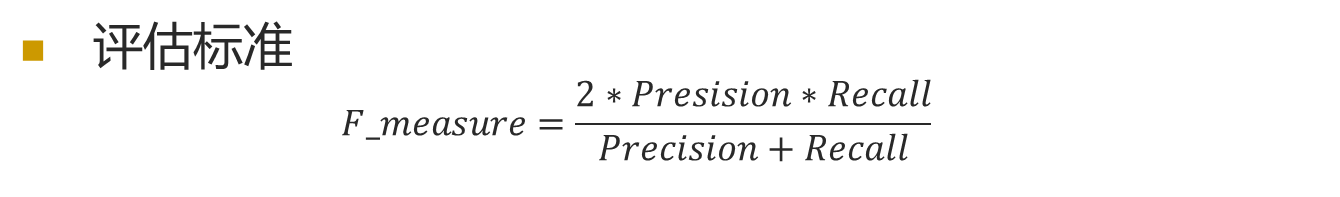 评估标准
2 * Presision * Recall
F_measure =
Precision + Recall